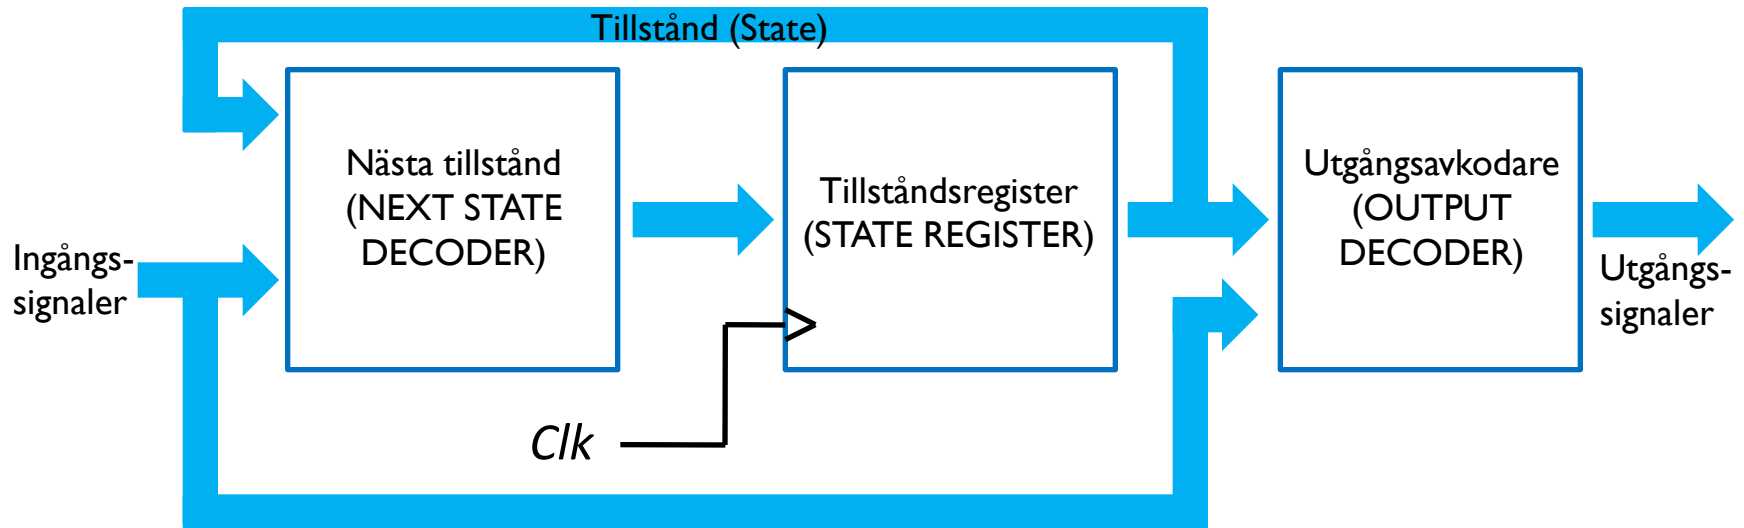 Tillstånd (State)
Nästa tillstånd
(NEXT STATE
DECODER)
Tillståndsregister
(STATE REGISTER)
Utgångsavkodare
(OUTPUT
DECODER)
Ingångs-
signaler
Utgångs-
signaler
Clk